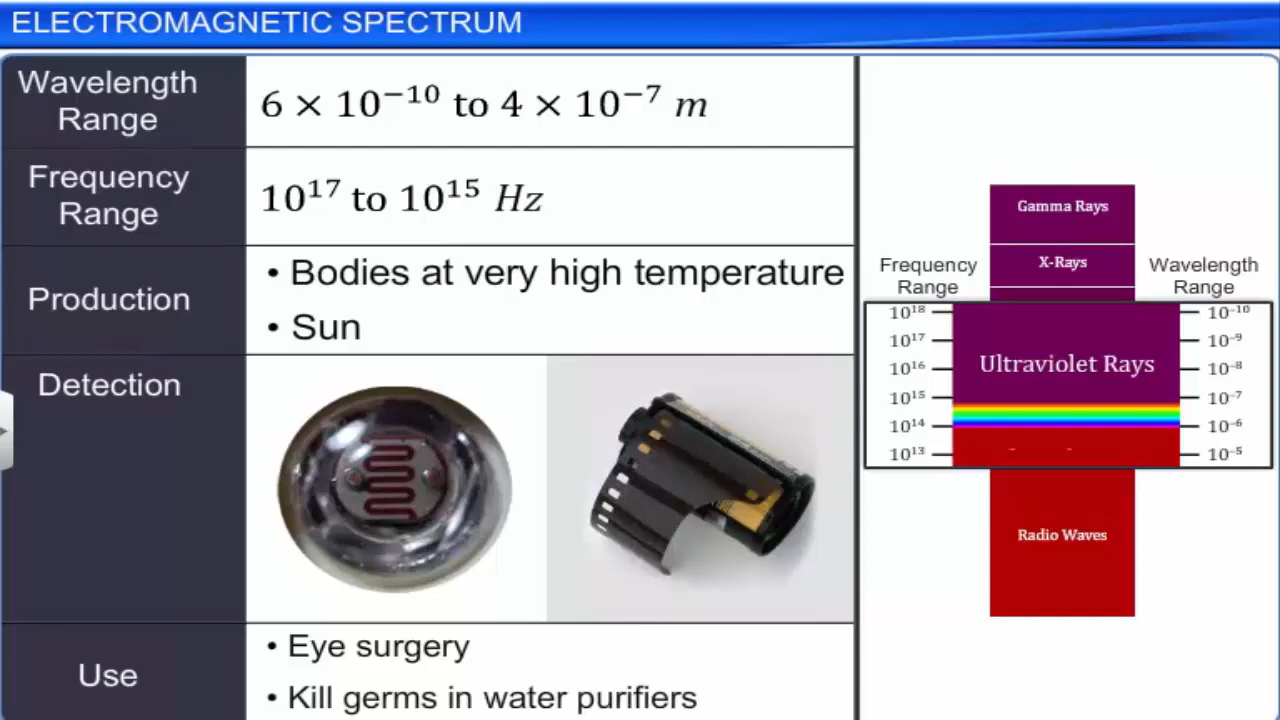 ELECTROMAGNETIC SPECTRUM
Wavelength
Range
6 × 10⁻¹⁰ to 4 × 10⁻⁷ m
Frequency
Range
10¹⁷ to 10¹⁵ Hz
Production
• Bodies at very high temperature
• Sun
Detection
Use
• Eye surgery
• Kill germs in water purifiers
Gamma Rays
X-Rays
Frequency
Range
Wavelength
Range
10¹⁸ 10⁻¹⁰
10¹⁷ 10⁻⁹
10¹⁶ Ultraviolet Rays 10⁻⁸
10¹⁵ 10⁻⁷
10¹⁴ 10⁻⁶
10¹³ 10⁻⁵
Radio Waves